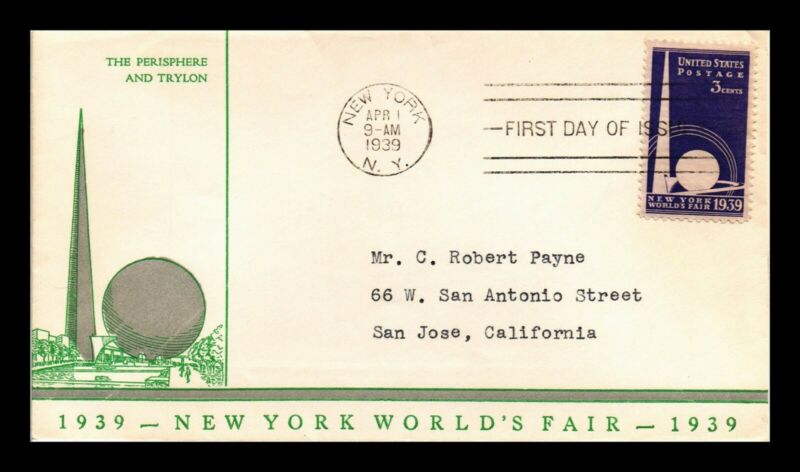 THE PERISPHERE
AND TRYLON
NEW YORK
APR 1
9-AM
1939
N. Y.
FIRST DAY OF ISSU
UNITED STATES
POSTAGE
3 CENTS
NEW YORK
WORLD'S FAIR 1939
Mr. C. Robert Payne
66 W. San Antonio Street
San Jose, California
1939 — NEW YORK WORLD'S FAIR — 1939